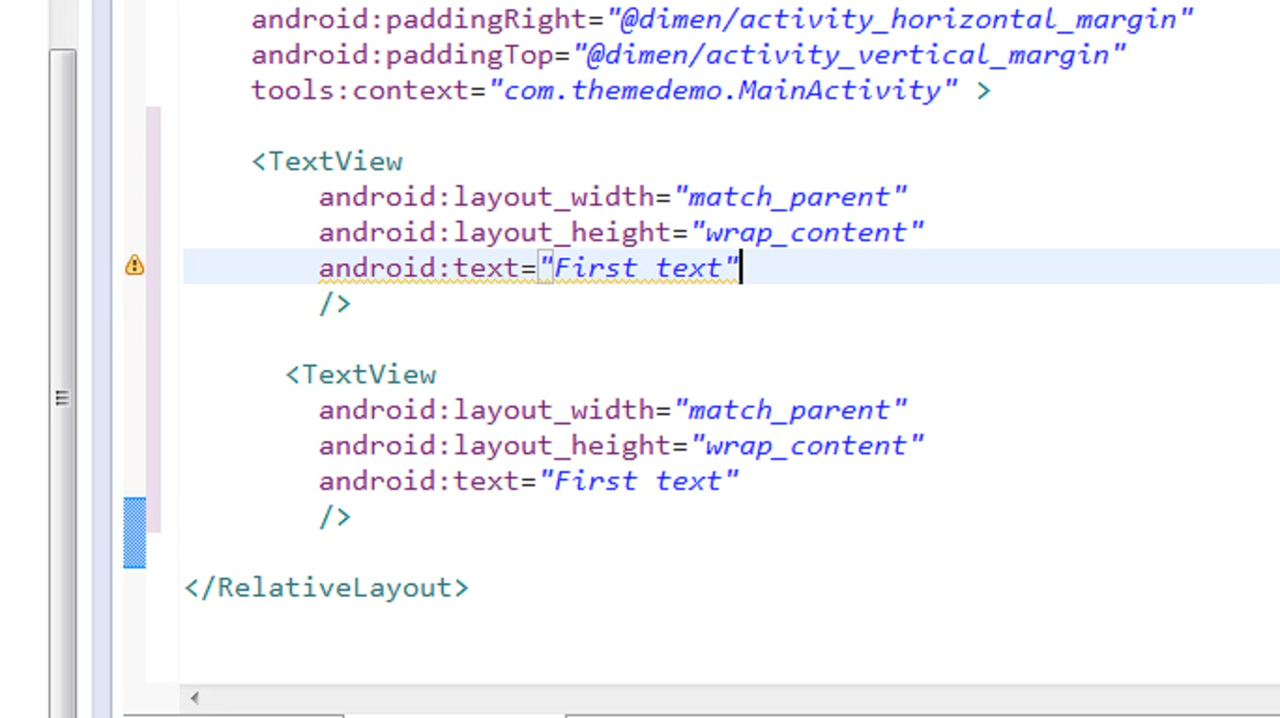 android:paddingRight="@dimen/activity_horizontal_margin"
android:paddingTop="@dimen/activity_vertical_margin"
tools:context="com.themedemo.MainActivity" >
<TextView
android:layout_width="match_parent"
android:layout_height="wrap_content"
android:text="First text"
/>
<TextView
android:layout_width="match_parent"
android:layout_height="wrap_content"
android:text="First text"
/>
</RelativeLayout>